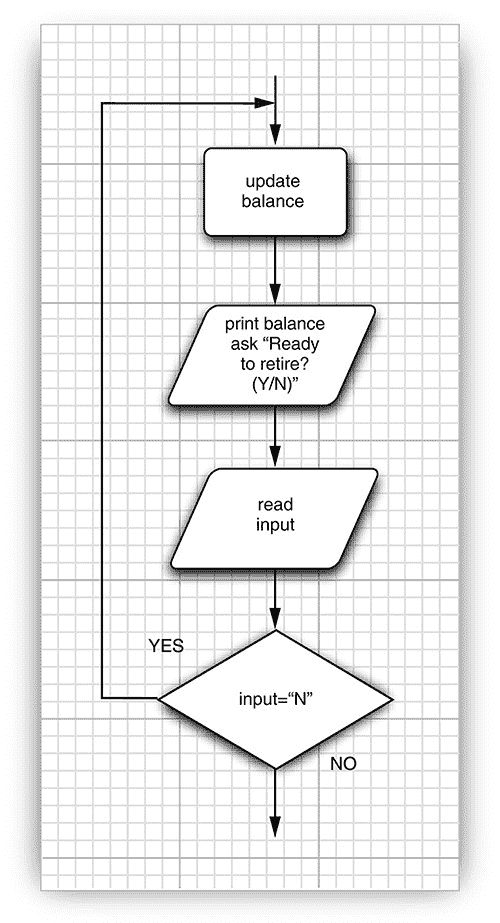 update
balance
print balance
ask “Ready
to retire?
(Y/N)”
read
input
YES
input=“N”
NO